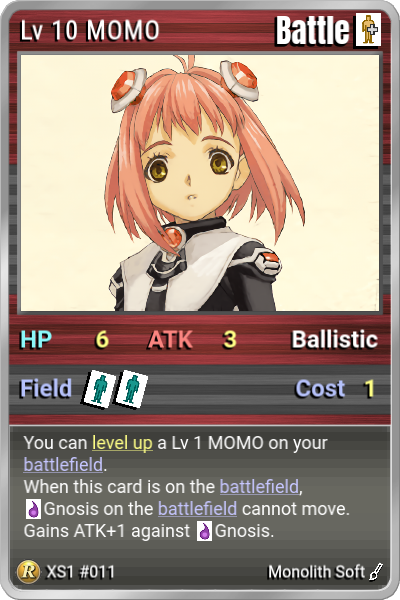 Lv 10 MOMO Battle
HP 6 ATK 3 Ballistic
Field Cost 1
You can level up a Lv 1 MOMO on your
battlefield.
When this card is on the battlefield,
Gnosis on the battlefield cannot move.
Gains ATK+1 against Gnosis.
R XS1 #011 Monolith Soft